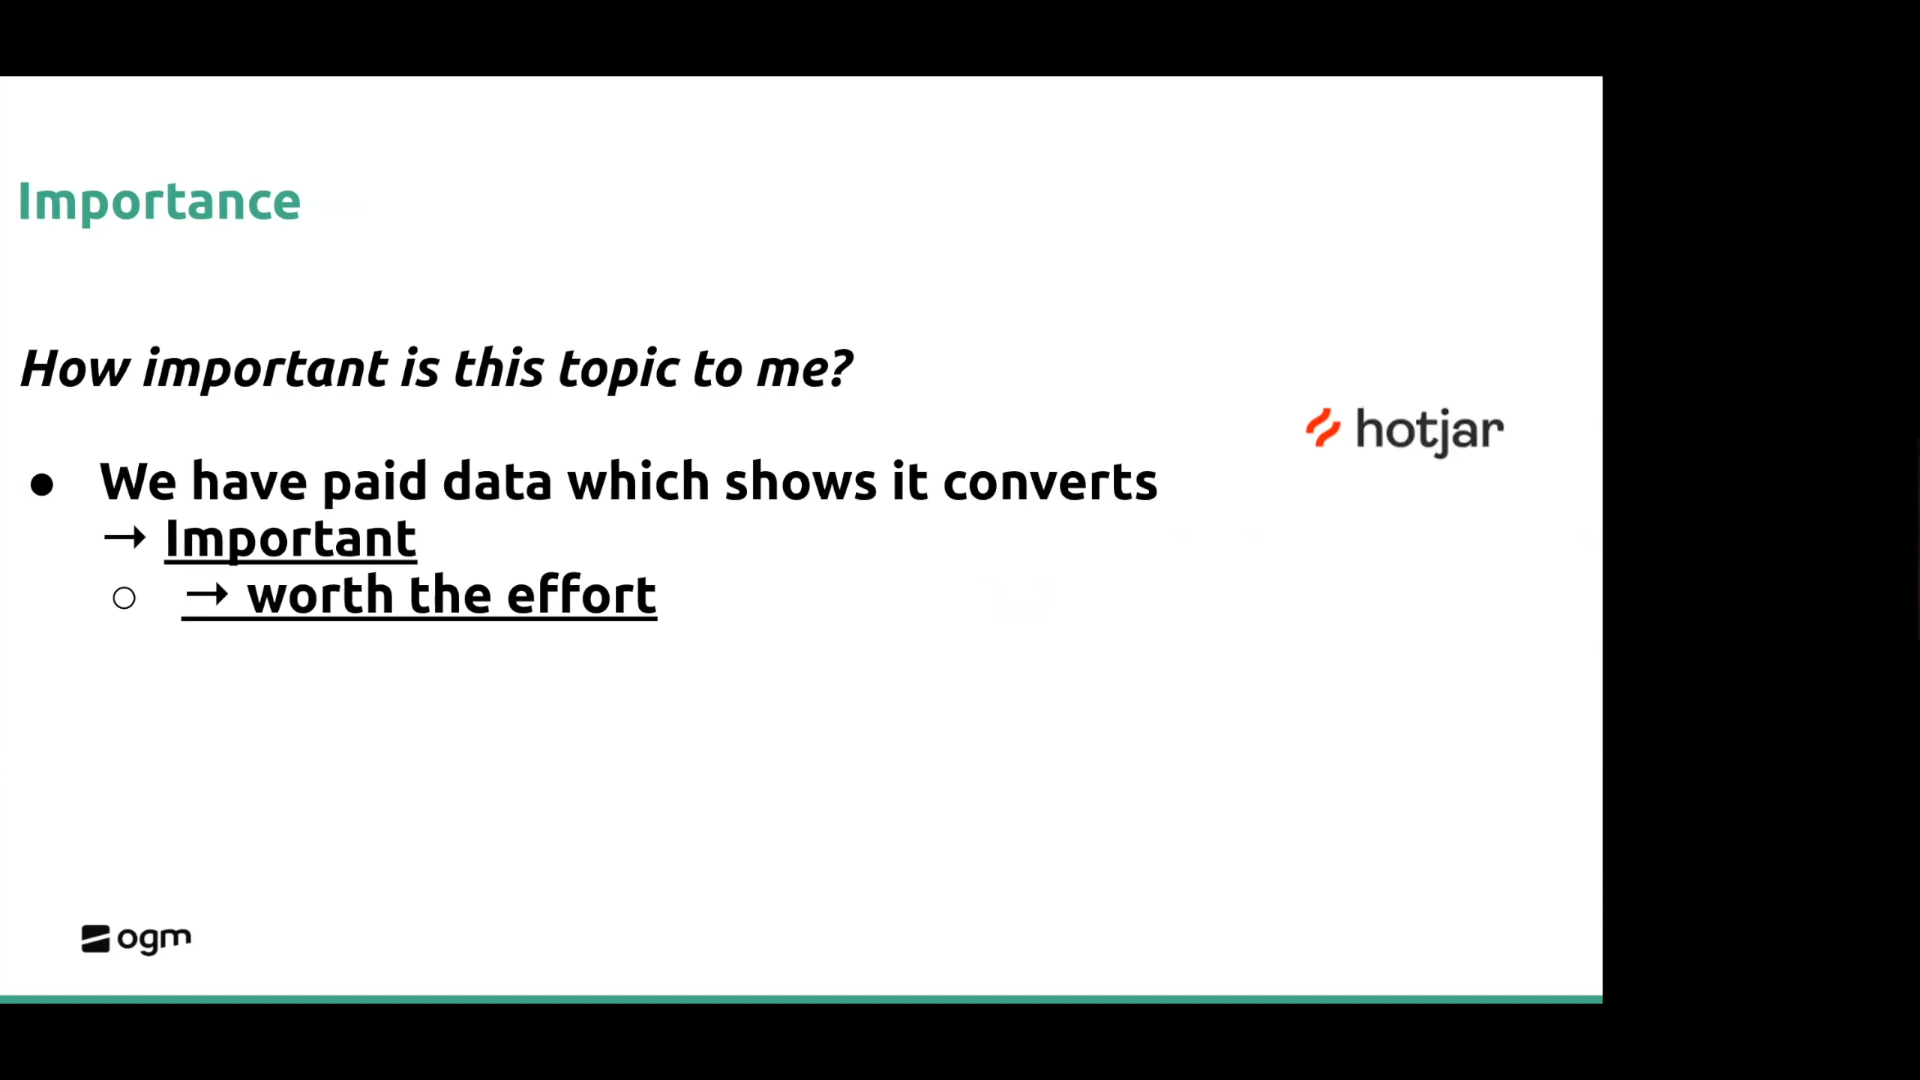 Importance
How important is this topic to me?
hotjar
● We have paid data which shows it converts
→ Important
○ → worth the effort
ogm